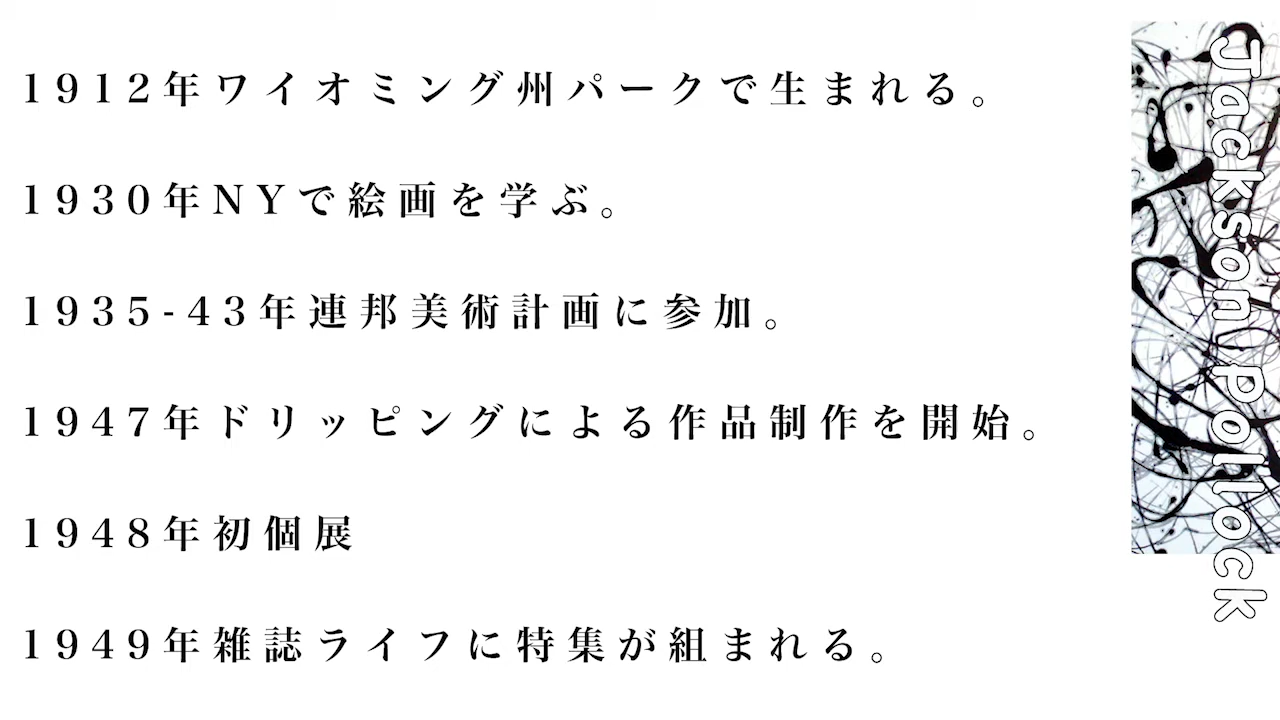 1912年ワイオミング州パークで生まれる。
1930年NYで絵画を学ぶ。
1935-43年連邦美術計画に参加。
1947年ドリッピングによる作品制作を開始。
1948年初個展
1949年雑誌ライフに特集が組まれる。
Jackson Pollock